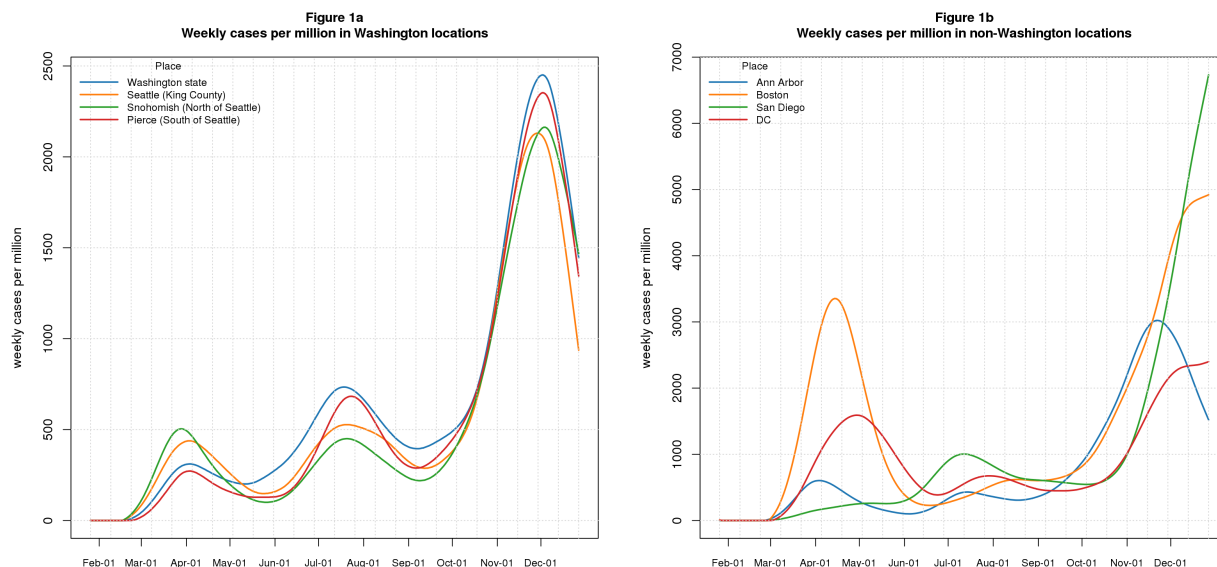 Figure 1a
Weekly cases per million in Washington locations
weekly cases per million
2500
2000
1500
1000
500
0
Place
Washington state
Seattle (King County)
Snohomish (North of Seattle)
Pierce (South of Seattle)
Feb-01 Mar-01 Apr-01 May-01 Jun-01 Jul-01 Aug-01 Sep-01 Oct-01 Nov-01 Dec-01
Figure 1b
Weekly cases per million in non-Washington locations
weekly cases per million
7000
6000
5000
4000
3000
2000
1000
0
Place
Ann Arbor
Boston
San Diego
DC
Feb-01 Mar-01 Apr-01 May-01 Jun-01 Jul-01 Aug-01 Sep-01 Oct-01 Nov-01 Dec-01